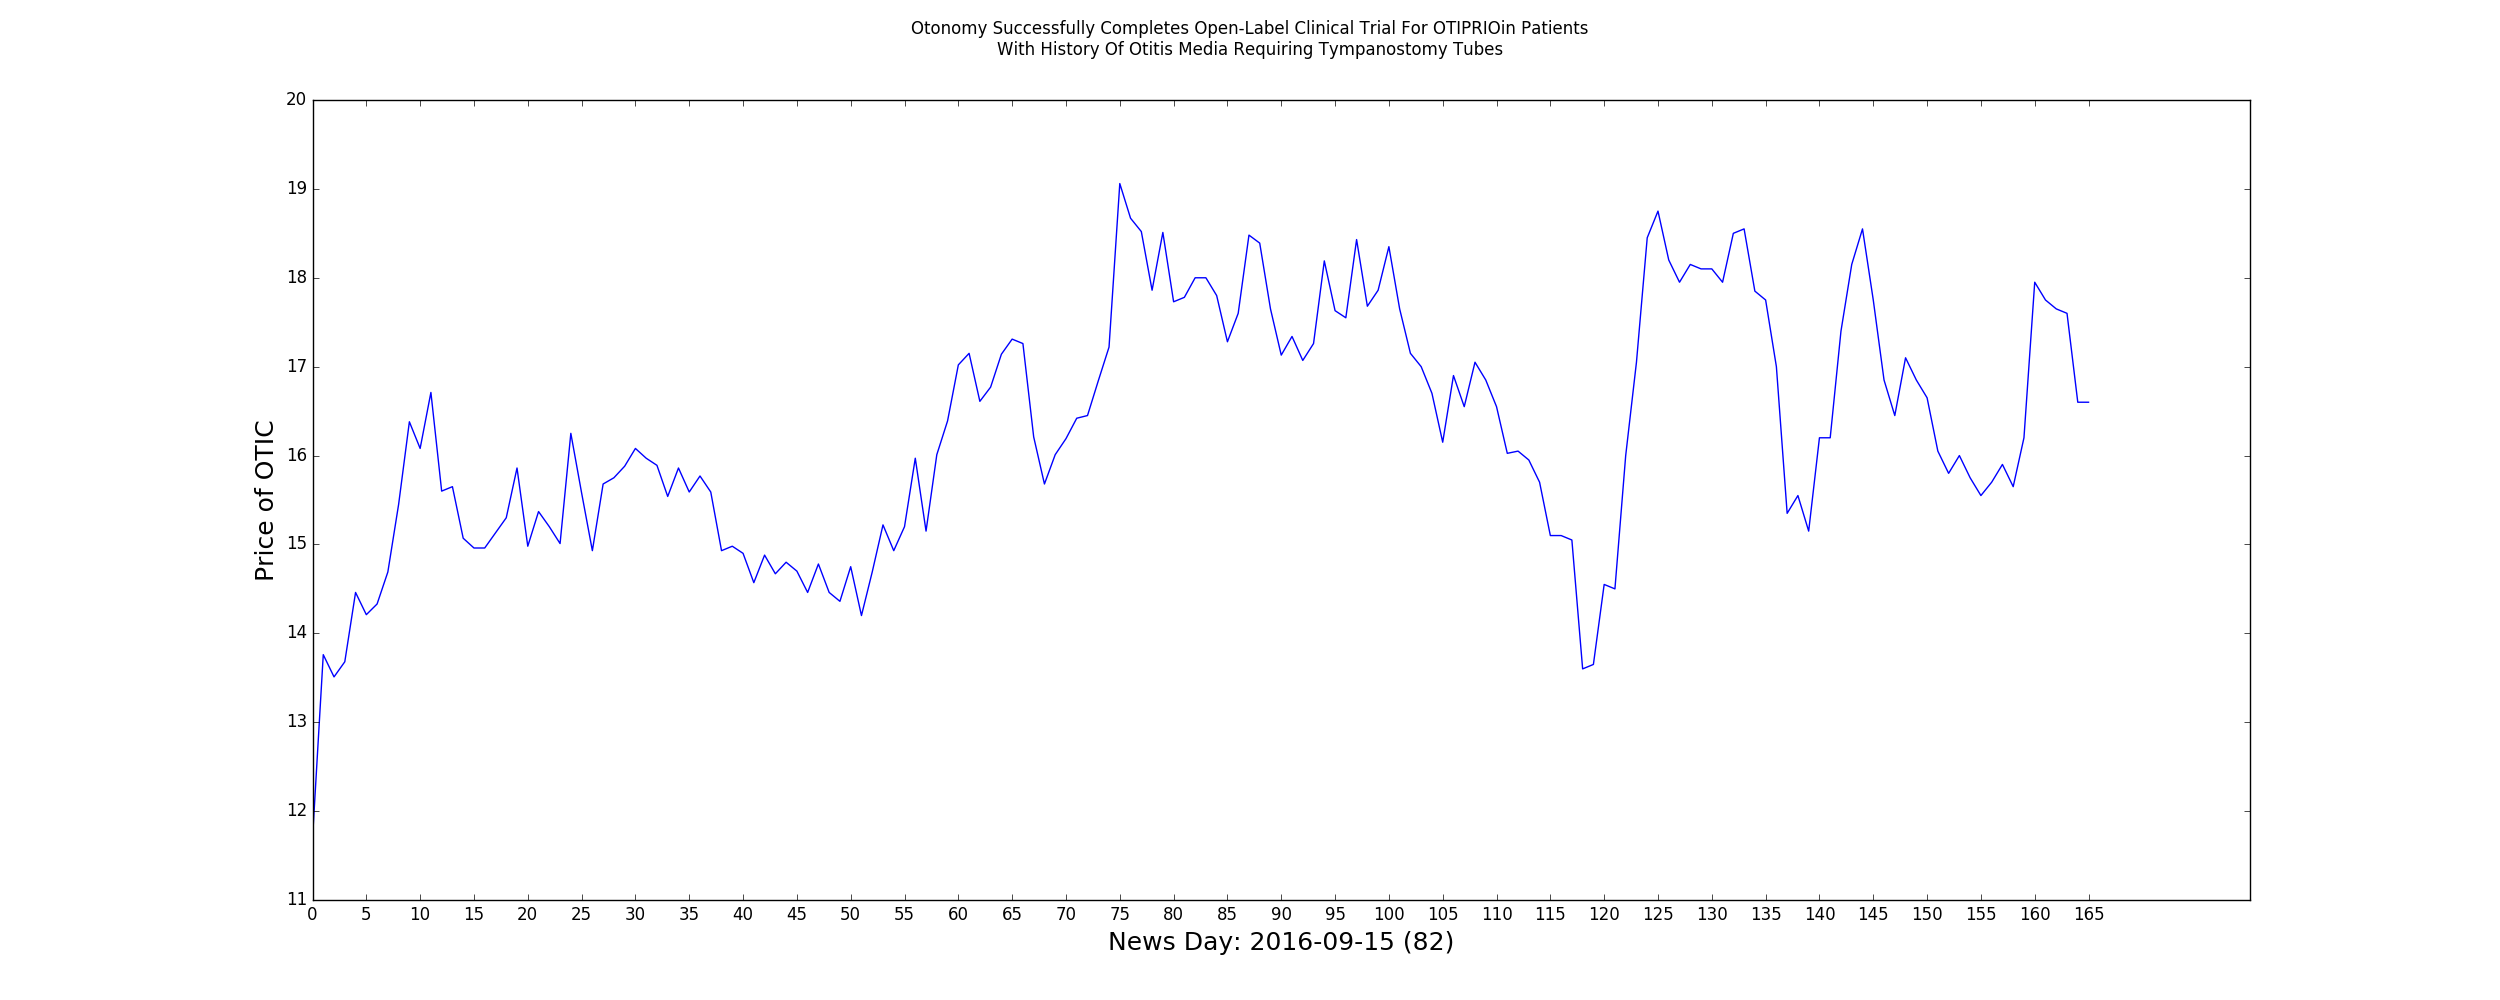 Otonomy Successfully Completes Open-Label Clinical Trial For OTIPRIOin Patients
With History Of Otitis Media Requiring Tympanostomy Tubes
20
19
18
17
16
15
14
13
12
11
Price of OTIC
0 5 10 15 20 25 30 35 40 45 50 55 60 65 70 75 80 85 90 95 100 105 110 115 120 125 130 135 140 145 150 155 160 165
News Day: 2016-09-15 (82)